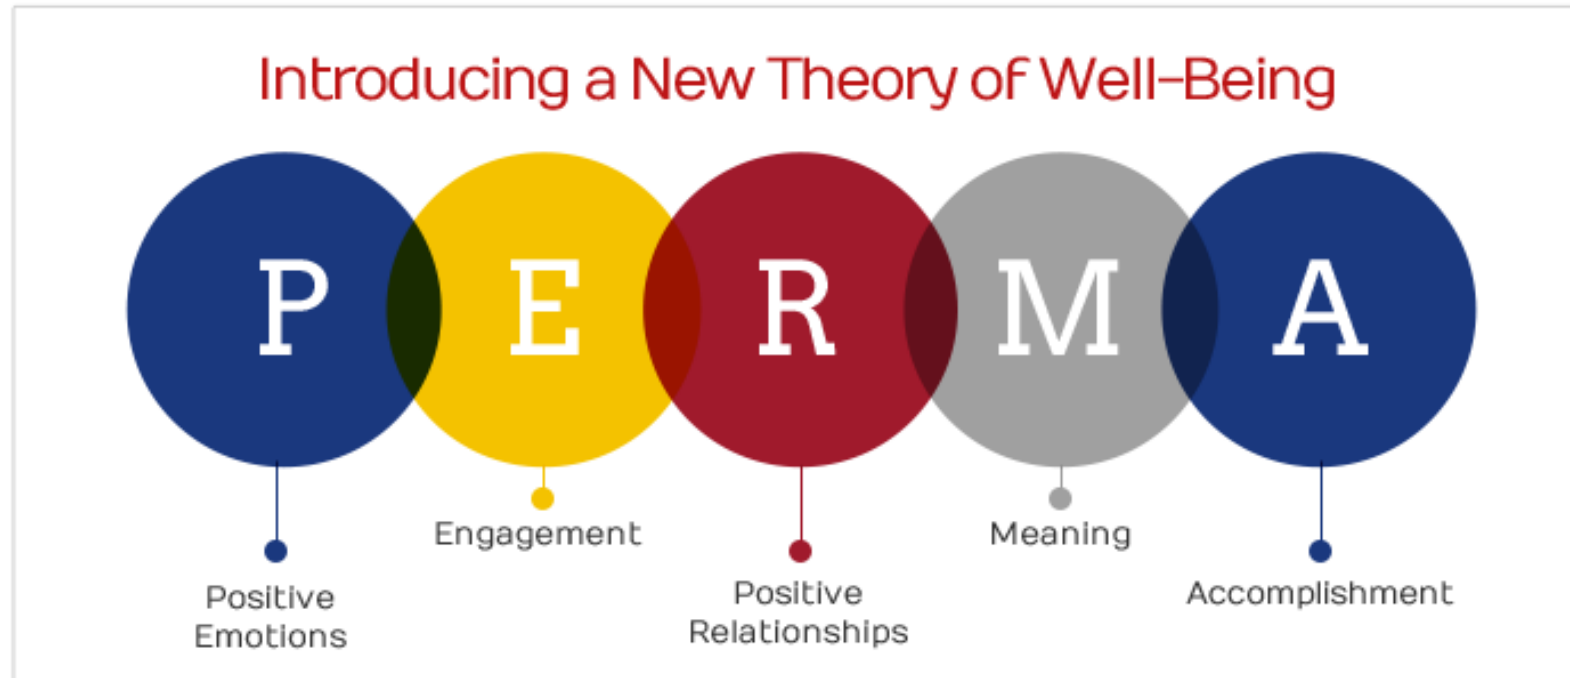 Introducing a New Theory of Well-Being
P E R M A
Positive
Emotions
Engagement
Positive
Relationships
Meaning
Accomplishment